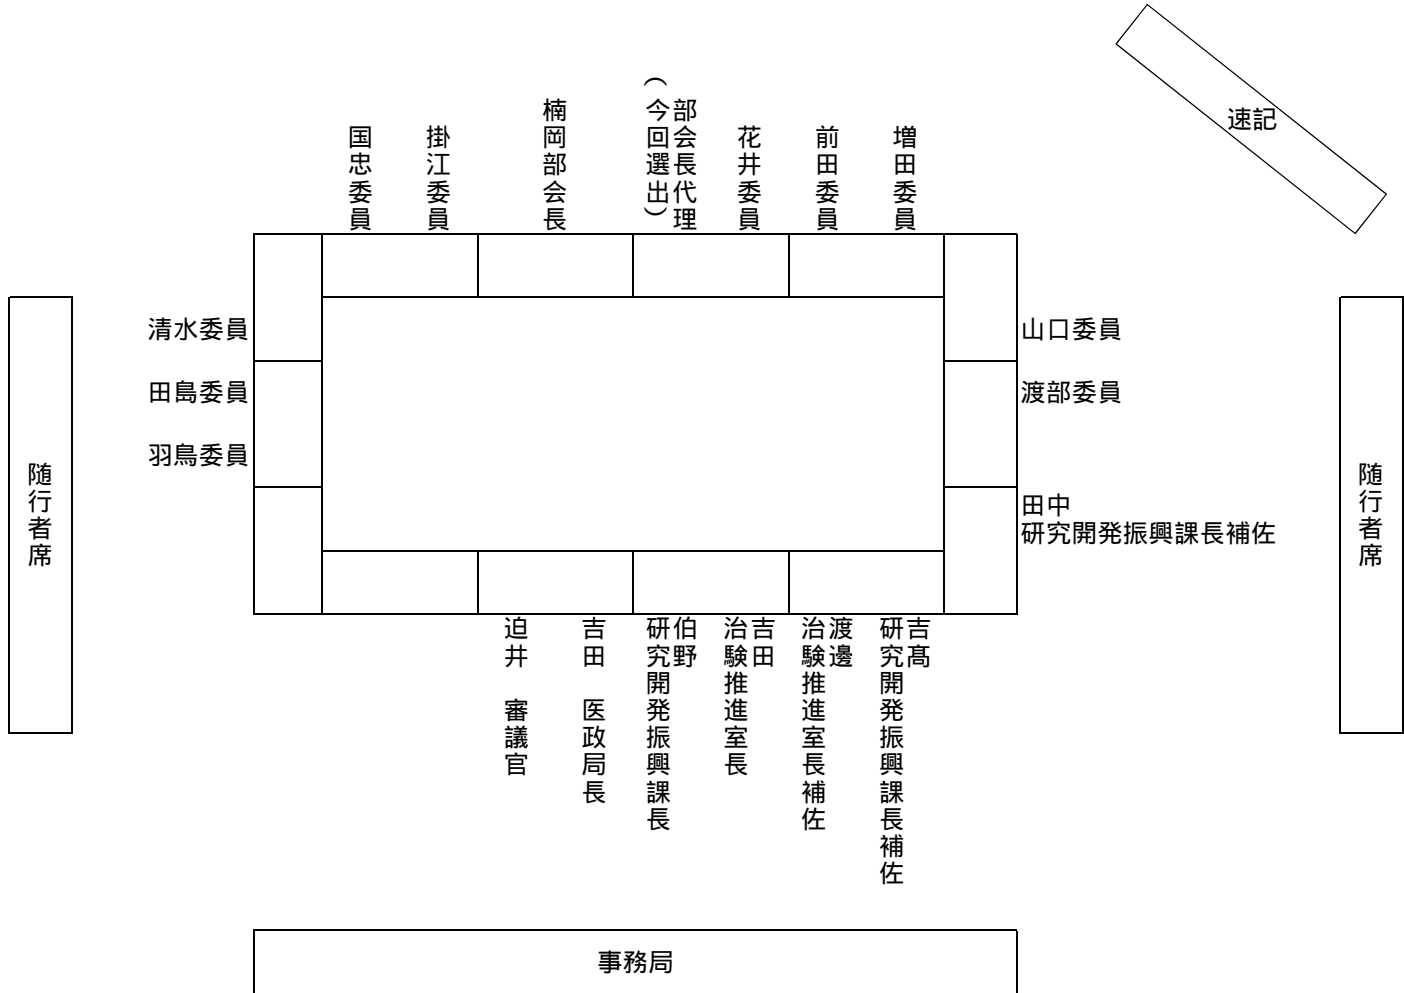 速記
国忠委員
掛江委員
楠岡部会長
部会長代理
(今回選出)
花井委員
前田委員
増田委員
清水委員
田島委員
羽鳥委員
山口委員
渡部委員
田中
研究開発振興課長補佐
随行者席
随行者席
迫井　審議官
吉田　医政局長
伯野
研究開発振興課長
吉田
治験推進室長
渡邊
治験推進室長補佐
吉髙
研究開発振興課長補佐
事務局